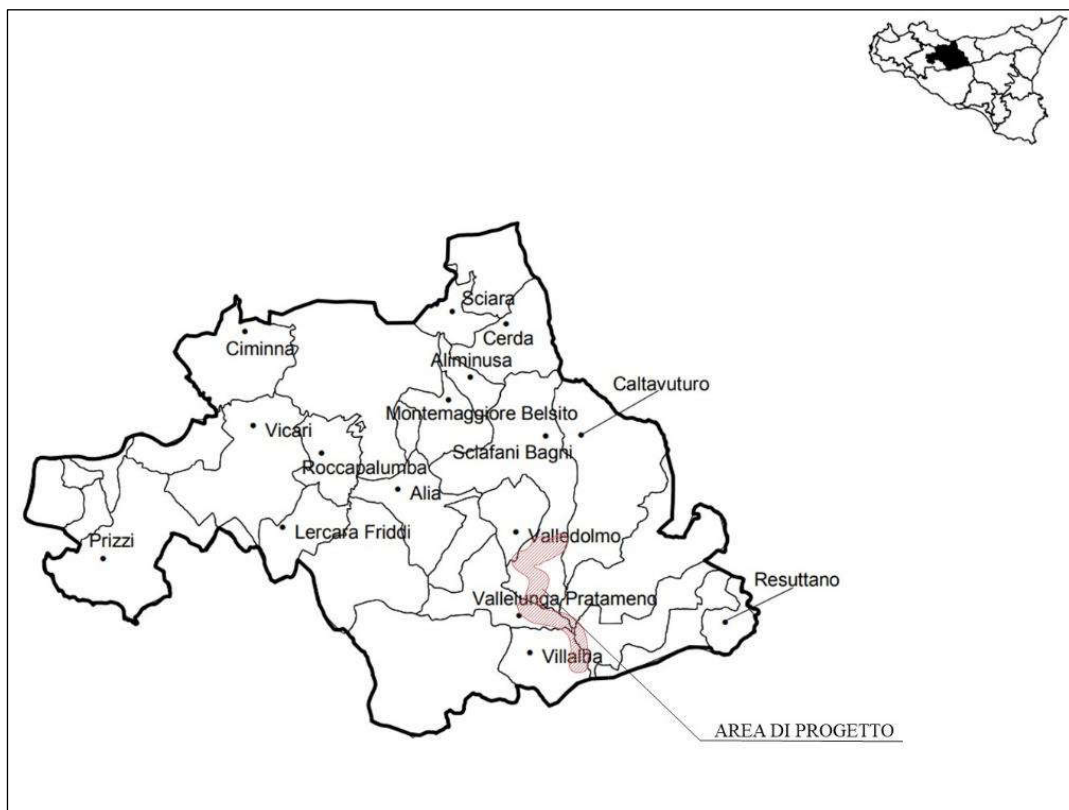 Sciara
Cerda
Ciminna
Aliminusa
Caltavuturo
Montemaggiore Belsito
Vicari
Sclafani Bagni
Roccapalumba
Alia
Lercara Friddi
Valledolmo
Prizzi
Resuttano
Vallelunga Pratameno
Villalba
AREA DI PROGETTO